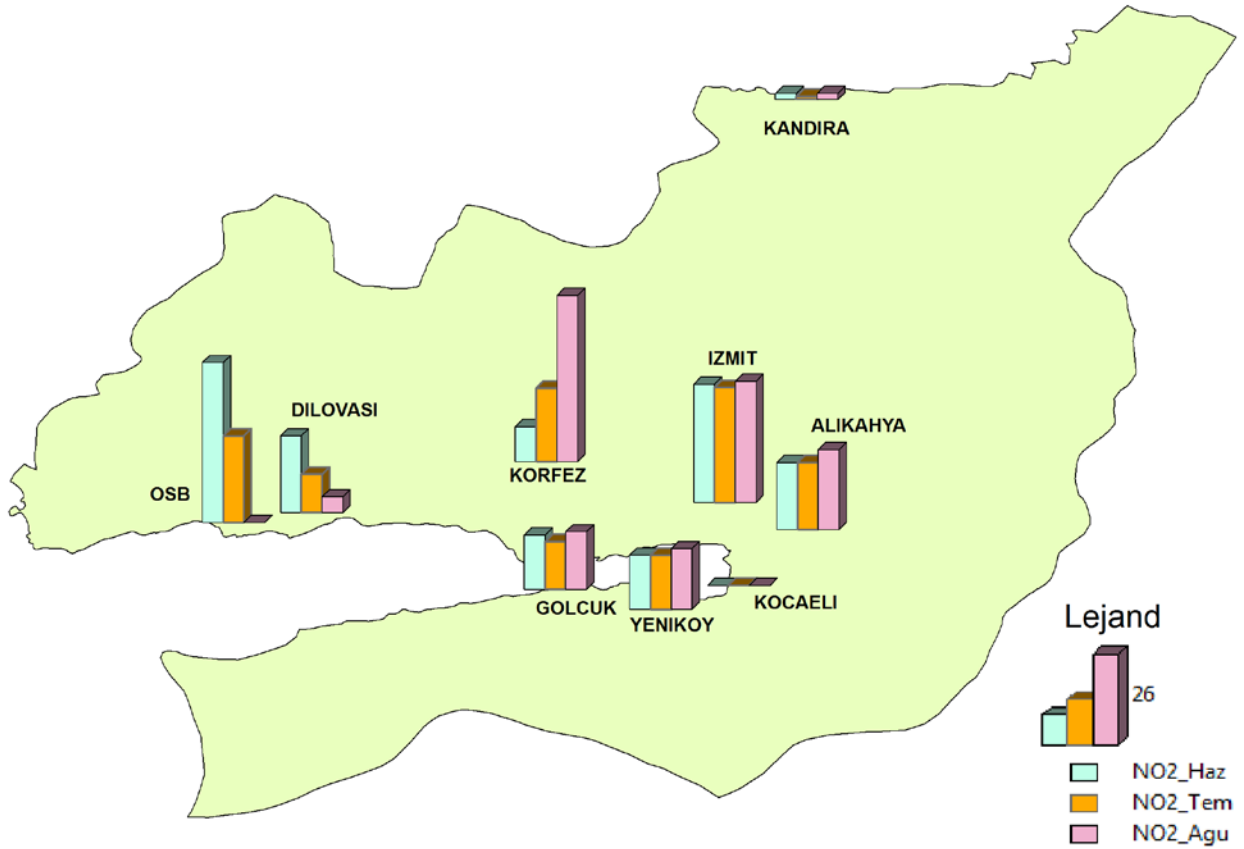 KANDIRA
IZMIT
DILOVASI
ALIKAHYA
KORFEZ
OSB
GOLCUK
KOCAELI
YENIKOY
Lejand
26
NO2_Haz
NO2_Tem
NO2_Agu